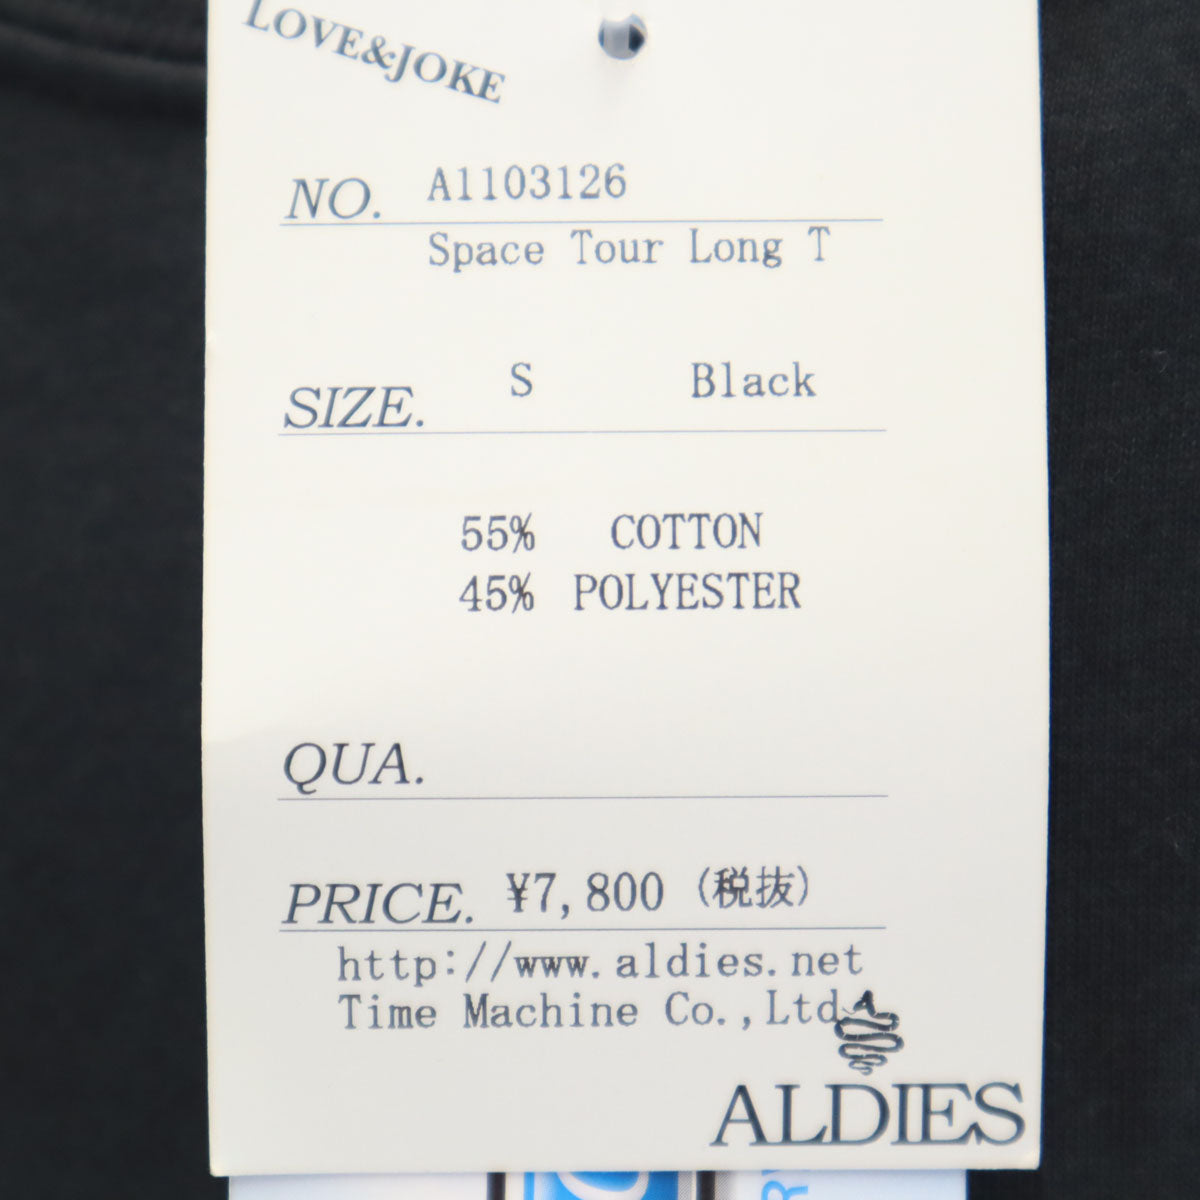 LOVE&JOKE
NO. A1103126
Space Tour Long T
SIZE. S Black
55% COTTON
45% POLYESTER
QUA.
PRICE. ¥7,800 (税抜)
http://www.aldies.net
Time Machine Co.,Ltd
ALDIES